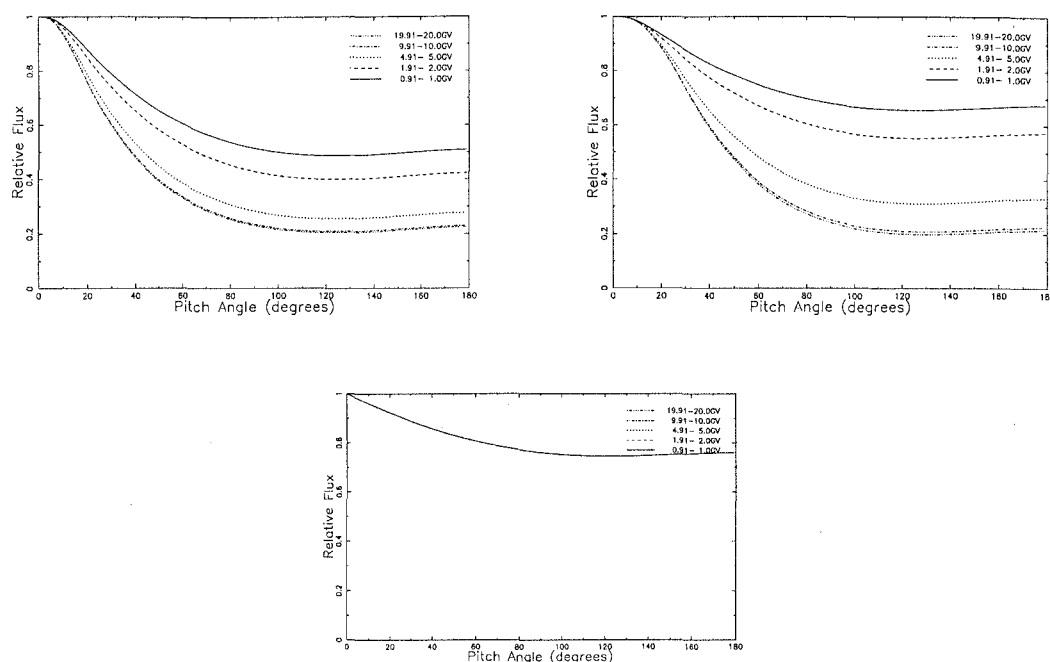 1
0.8
0.6
0.4
0.2
0
Relative Flux
19.91-20.0GV
9.91-10.0GV
4.91- 5.0GV
1.91- 2.0GV
0.91- 1.0GV
0 20 40 60 80 100 120 140 160 180
Pitch Angle (degrees)
1
0.8
0.6
0.4
0.2
0
Relative Flux
19.91-20.0GV
9.91-10.0GV
4.91- 5.0GV
1.91- 2.0GV
0.91- 1.0GV
0 20 40 60 80 100 120 140 160 180
Pitch Angle (degrees)
1
0.8
0.6
0.4
0.2
0
Relative Flux
19.91-20.0GV
9.91-10.0GV
4.91- 5.0GV
1.91- 2.0GV
0.91- 1.0GV
0 20 40 60 80 100 120 140 160 180
Pitch Angle (degrees)